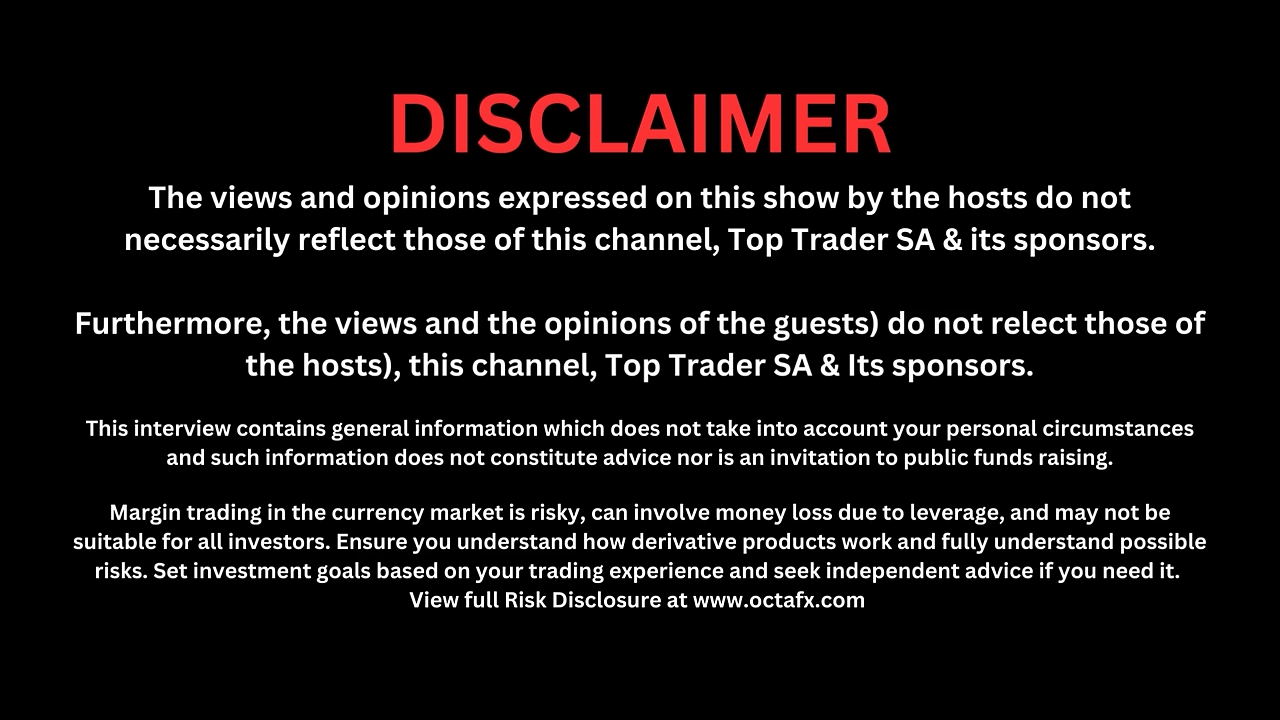 DISCLAIMER
The views and opinions expressed on this show by the hosts do not
necessarily reflect those of this channel, Top Trader SA & its sponsors.
Furthermore, the views and the opinions of the guests) do not relect those of
the hosts), this channel, Top Trader SA & Its sponsors.
This interview contains general information which does not take into account your personal circumstances
and such information does not constitute advice nor is an invitation to public funds raising.
Margin trading in the currency market is risky, can involve money loss due to leverage, and may not be
suitable for all investors. Ensure you understand how derivative products work and fully understand possible
risks. Set investment goals based on your trading experience and seek independent advice if you need it.
View full Risk Disclosure at www.octafx.com